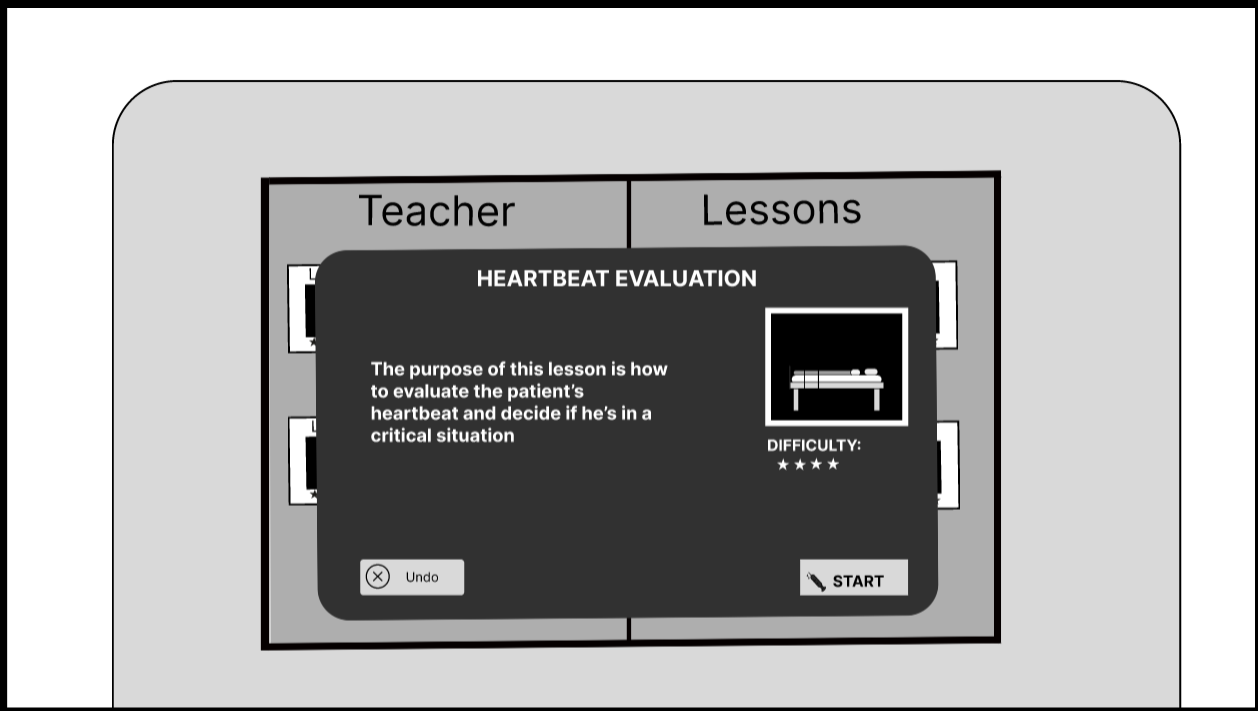 Teacher
Lessons
HEARTBEAT EVALUATION
The purpose of this lesson is how
to evaluate the patient's
heartbeat and decide if he's in a
critical situation
DIFFICULTY:
★ ★ ★ ★
Undo
START